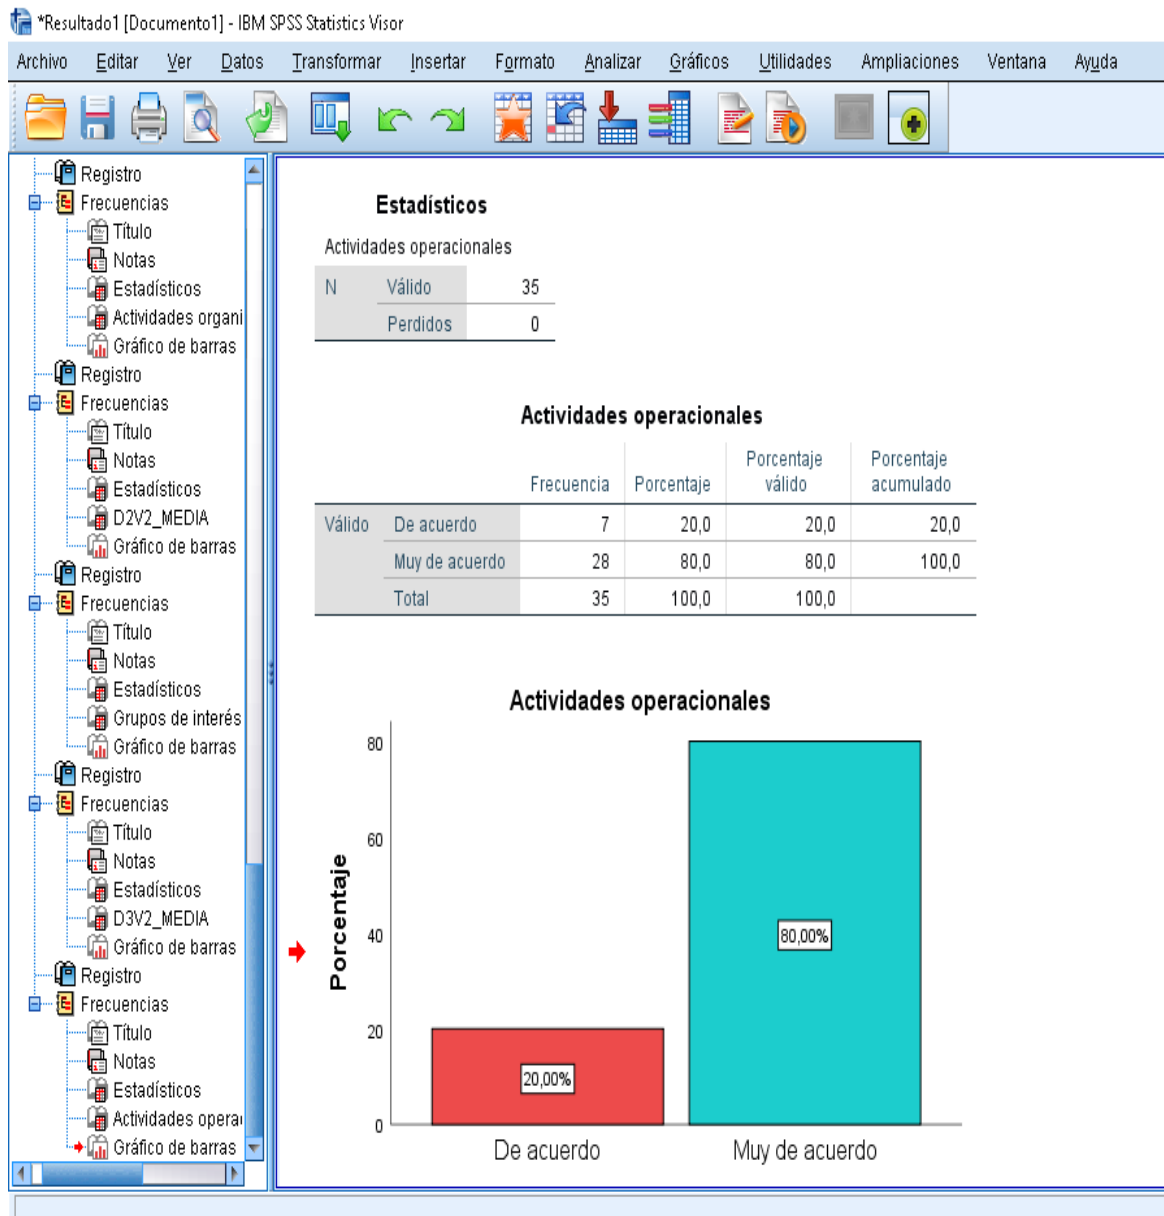 *Resultado1 [Documento1] - IBM SPSS Statistics Visor
Archivo Editar Ver Datos Transformar Insertar Formato Analizar Gráficos Utilidades Ampliaciones Ventana Ayuda
Registro
Frecuencias
Título
Notas
Estadísticos
Actividades organi
Gráfico de barras
Registro
Frecuencias
Título
Notas
Estadísticos
D2V2_MEDIA
Gráfico de barras
Registro
Frecuencias
Título
Notas
Estadísticos
Grupos de interés
Gráfico de barras
Registro
Frecuencias
Título
Notas
Estadísticos
D3V2_MEDIA
Gráfico de barras
Registro
Frecuencias
Título
Notas
Estadísticos
Actividades opera
Gráfico de barras
Estadísticos
Actividades operacionales
N Válido 35
Perdidos 0
Actividades operacionales
Frecuencia Porcentaje Porcentaje válido Porcentaje acumulado
Válido De acuerdo 7 20,0 20,0 20,0
Muy de acuerdo 28 80,0 80,0 100,0
Total 35 100,0 100,0
Actividades operacionales
Porcentaje
80
60
40
20
0
20,00%
80,00%
De acuerdo Muy de acuerdo